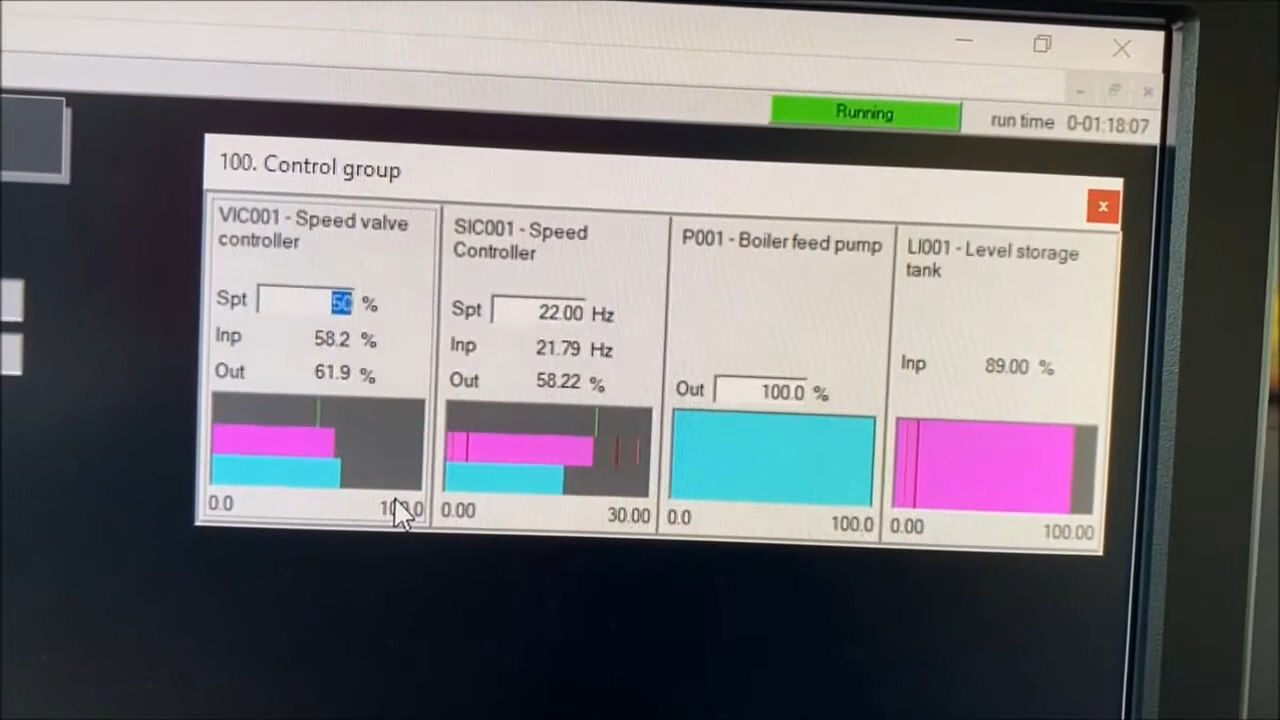 Running
run time 0-01:18:07
100. Control group
x
VIC001 - Speed valve
controller
Spt 50 %
Inp 58.2 %
Out 61.9 %
0.0
SIC001 - Speed
Controller
Spt 22.00 Hz
Inp 21.79 Hz
Out 58.22 %
0.00 30.00
P001 - Boiler feed pump
Out 100.0 %
0.0 100.0
LI001 - Level storage
tank
Inp 89.00 %
0.00 100.00